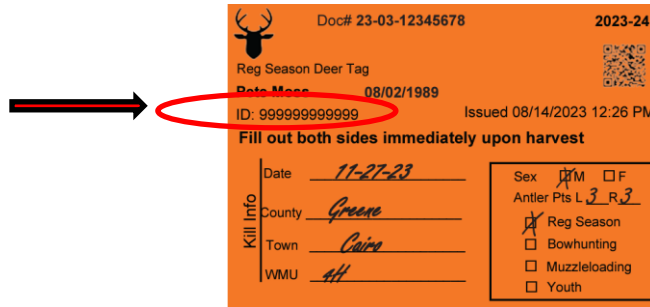 Doc# 23-03-12345678 2023-24
Reg Season Deer Tag
Pete Moss 08/02/1989
ID: 999999999999 Issued 08/14/2023 12:26 PM
Fill out both sides immediately upon harvest
Kill Info
Date 11-27-23
County Greene
Town Cairo
WMU 4H
Sex M F
Antler Pts L 3 R 3
Reg Season
Bowhunting
Muzzleloading
Youth